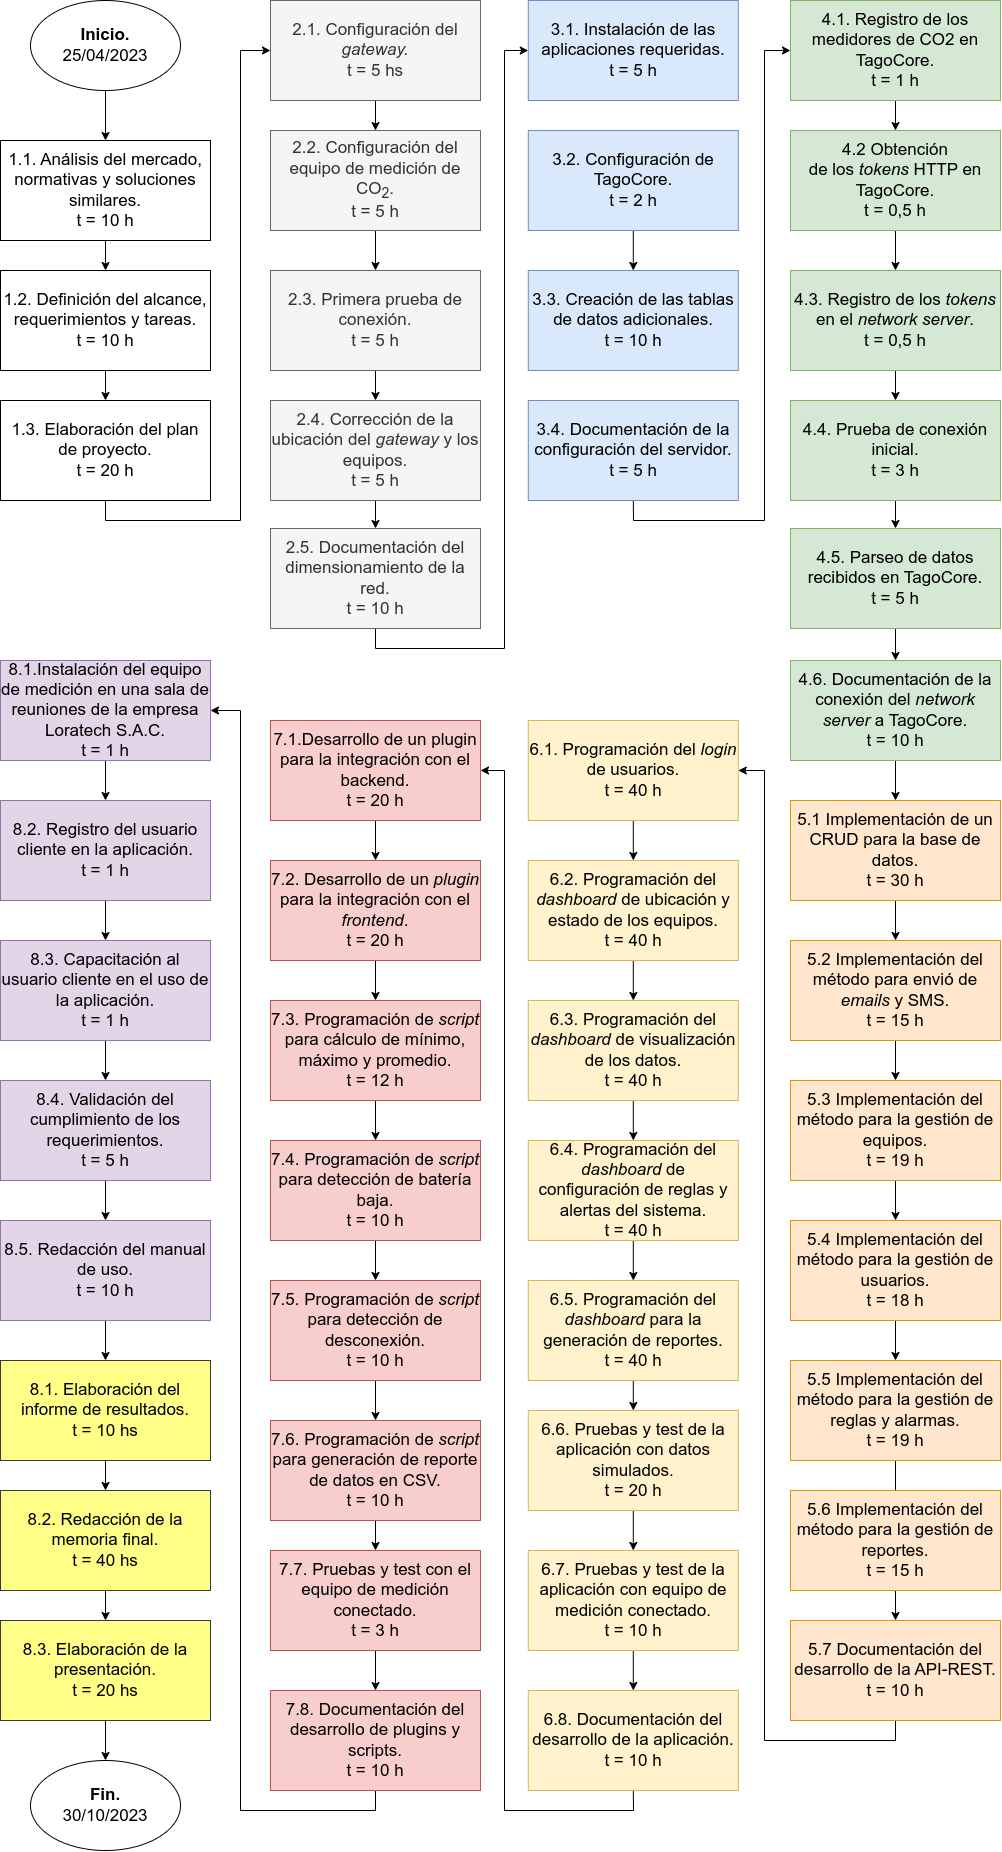 Inicio.
25/04/2023
1.1. Análisis del mercado,
normativas y soluciones
similares.
t = 10 h
1.2. Definición del alcance,
requerimientos y tareas.
t = 10 h
1.3. Elaboración del plan
de proyecto.
t = 20 h
2.1. Configuración del
gateway.
t = 5 hs
2.2. Configuración del
equipo de medición de
CO2.
t = 5 h
2.3. Primera prueba de
conexión.
t = 5 h
2.4. Corrección de la
ubicación del gateway y los
equipos.
t = 5 h
2.5. Documentación del
dimensionamiento de la
red.
t = 10 h
3.1. Instalación de las
aplicaciones requeridas.
t = 5 h
3.2. Configuración de
TagoCore.
t = 2 h
3.3. Creación de las tablas
de datos adicionales.
t = 10 h
3.4. Documentación de la
configuración del servidor.
t = 5 h
4.1. Registro de los
medidores de CO2 en
TagoCore.
t = 1 h
4.2 Obtención
de los tokens HTTP en
TagoCore.
t = 0,5 h
4.3. Registro de los tokens
en el network server.
t = 0,5 h
4.4. Prueba de conexión
inicial.
t = 3 h
4.5. Parseo de datos
recibidos en TagoCore.
t = 5 h
4.6. Documentación de la
conexión del network
server a TagoCore.
t = 10 h
5.1 Implementación de un
CRUD para la base de
datos.
t = 30 h
5.2 Implementación del
método para envió de
emails y SMS.
t = 15 h
5.3 Implementación del
método para la gestión de
equipos.
t = 19 h
5.4 Implementación del
método para la gestión de
usuarios.
t = 18 h
5.5 Implementación del
método para la gestión de
reglas y alarmas.
t = 19 h
5.6 Implementación del
método para la gestión de
reportes.
t = 15 h
5.7 Documentación del
desarrollo de la API-REST.
t = 10 h
6.1. Programación del login
de usuarios.
t = 40 h
6.2. Programación del
dashboard de ubicación y
estado de los equipos.
t = 40 h
6.3. Programación del
dashboard de visualización
de los datos.
t = 40 h
6.4. Programación del
dashboard de
configuración de reglas y
alertas del sistema.
t = 40 h
6.5. Programación del
dashboard para la
generación de reportes.
t = 40 h
6.6. Pruebas y test de la
aplicación con datos
simulados.
t = 20 h
6.7. Pruebas y test de la
aplicación con equipo de
medición conectado.
t = 10 h
6.8. Documentación del
desarrollo de la aplicación.
t = 10 h
7.1.Desarrollo de un plugin
para la integración con el
backend.
t = 20 h
7.2. Desarrollo de un plugin
para la integración con el
frontend.
t = 20 h
7.3. Programación de script
para cálculo de mínimo,
máximo y promedio.
t = 12 h
7.4. Programación de script
para detección de batería
baja.
t = 10 h
7.5. Programación de script
para detección de
desconexión.
t = 10 h
7.6. Programación de script
para generación de reporte
de datos en CSV.
t = 10 h
7.7. Pruebas y test con el
equipo de medición
conectado.
t = 3 h
7.8. Documentación del
desarrollo de plugins y
scripts.
t = 10 h
8.1.Instalación del equipo
de medición en una sala de
reuniones de la empresa
Loratech S.A.C.
t = 1 h
8.2. Registro del usuario
cliente en la aplicación.
t = 1 h
8.3. Capacitación al
usuario cliente en el uso de
la aplicación.
t = 1 h
8.4. Validación del
cumplimiento de los
requerimientos.
t = 5 h
8.5. Redacción del manual
de uso.
t = 10 h
8.1. Elaboración del
informe de resultados.
t = 10 hs
8.2. Redacción de la
memoria final.
t = 40 hs
8.3. Elaboración de la
presentación.
t = 20 hs
Fin.
30/10/2023